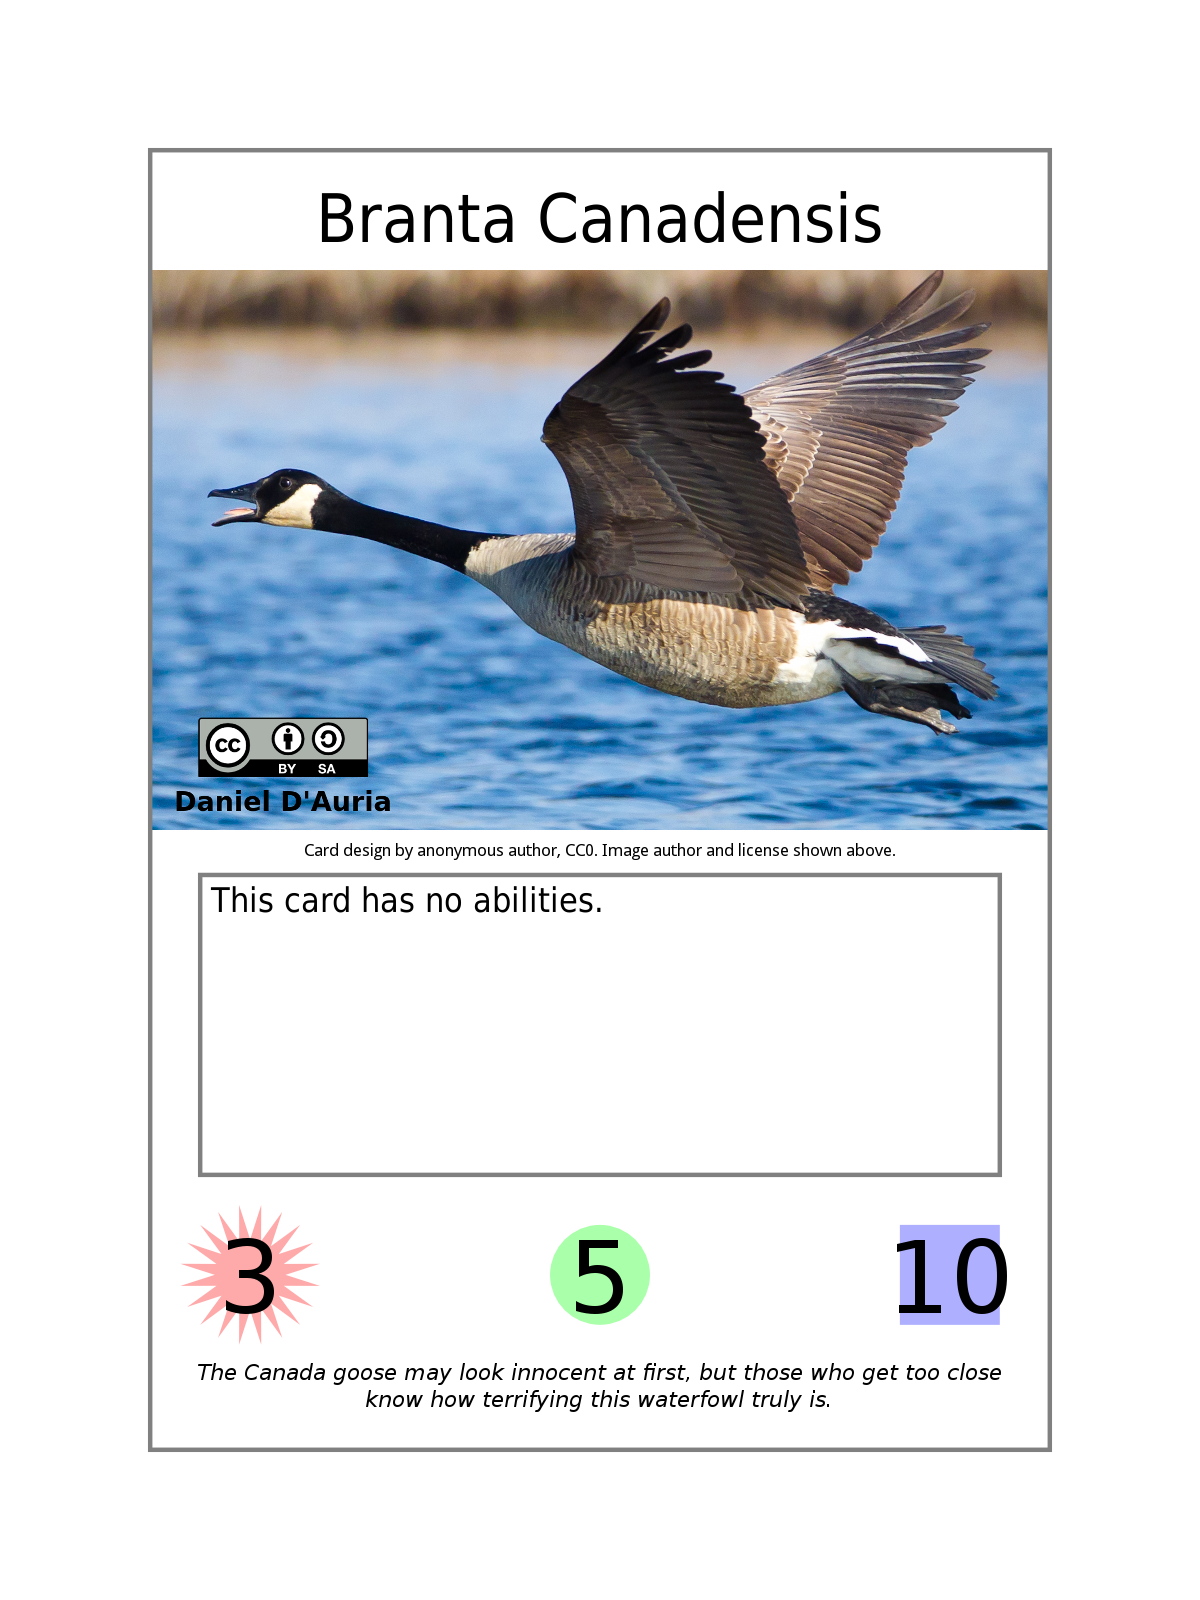 Branta Canadensis
CC BY SA
Daniel D'Auria
Card design by anonymous author, CC0. Image author and license shown above.
This card has no abilities.
3 5 10
The Canada goose may look innocent at first, but those who get too close
know how terrifying this waterfowl truly is.